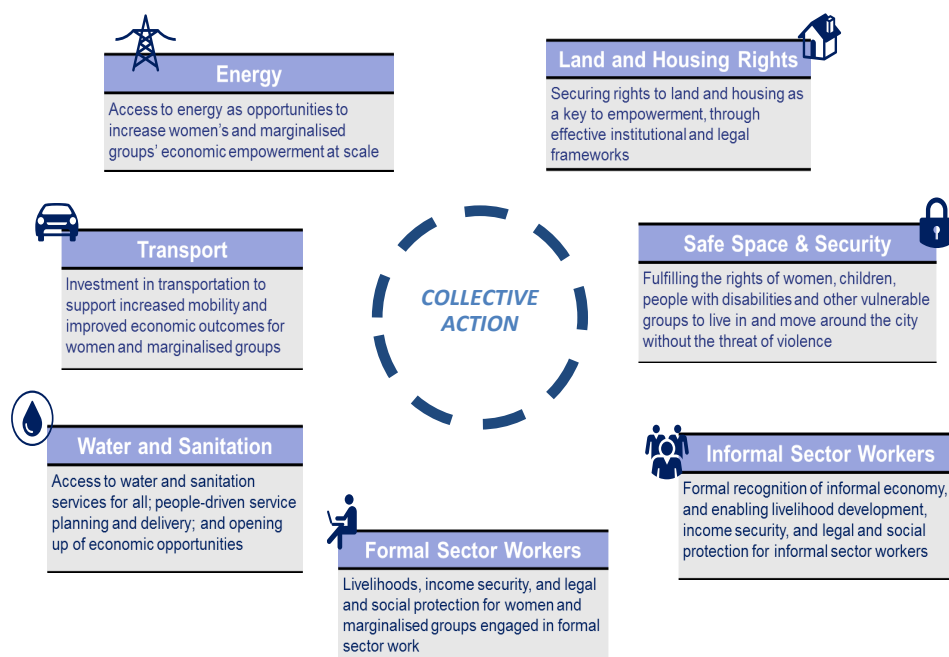 Energy
Access to energy as opportunities to
increase women's and marginalised
groups' economic empowerment at scale
Land and Housing Rights
Securing rights to land and housing as
a key to empowerment, through
effective institutional and legal
frameworks
Transport
Investment in transportation to
support increased mobility and
improved economic outcomes for
women and marginalised groups
COLLECTIVE
ACTION
Safe Space & Security
Fulfilling the rights of women, children,
people with disabilities and other vulnerable
groups to live in and move around the city
without the threat of violence
Water and Sanitation
Access to water and sanitation
services for all; people-driven service
planning and delivery; and opening
up of economic opportunities
Informal Sector Workers
Formal recognition of informal economy,
and enabling livelihood development,
income security, and legal and social
protection for informal sector workers
Formal Sector Workers
Livelihoods, income security, and legal
and social protection for women and
marginalised groups engaged in formal
sector work